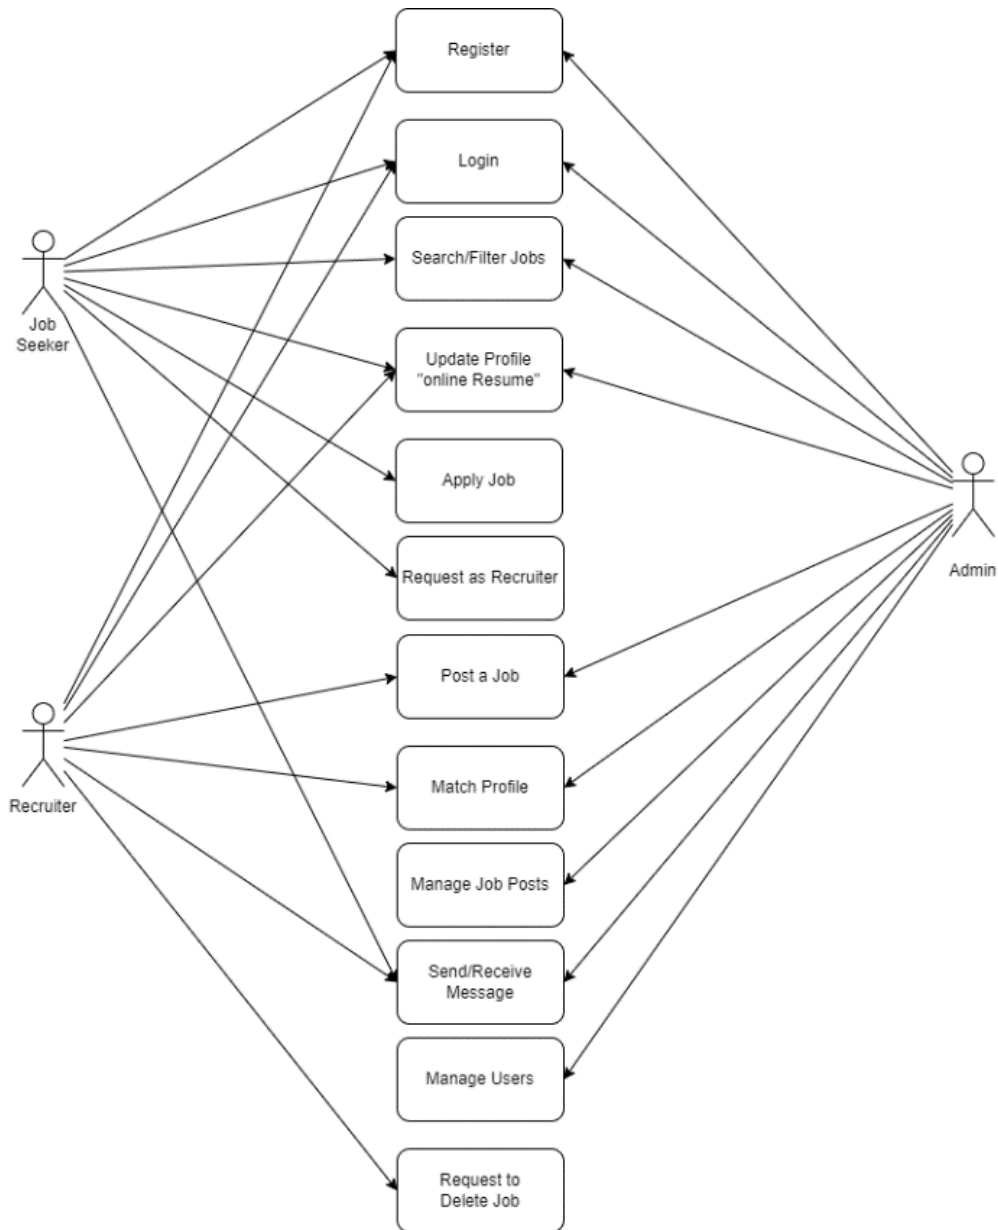 Register
Login
Search/Filter Jobs
Job
Seeker
Update Profile
"online Resume"
Apply Job
Request as Recruiter
Admin
Post a Job
Match Profile
Recruiter
Manage Job Posts
Send/Receive
Message
Manage Users
Request to
Delete Job